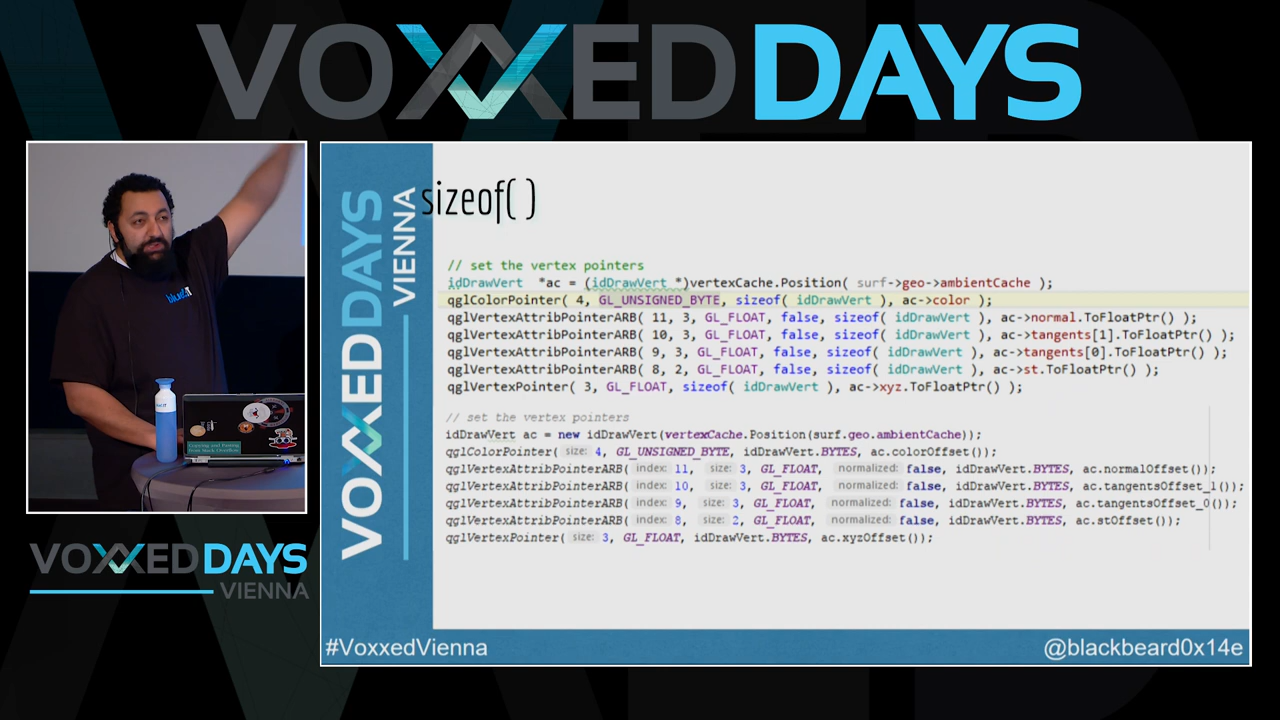 VOXXED DAYS
sizeof( )
// set the vertex pointers
idDrawVert *ac = (idDrawVert *)vertexCache.Position( surf->geo->ambientCache );
qglColorPointer( 4, GL_UNSIGNED_BYTE, sizeof( idDrawVert ), ac->color );
qglVertexAttribPointerARB( 11, 3, GL_FLOAT, false, sizeof( idDrawVert ), ac->normal.ToFloatPtr() );
qglVertexAttribPointerARB( 10, 3, GL_FLOAT, false, sizeof( idDrawVert ), ac->tangents[1].ToFloatPtr() );
qglVertexAttribPointerARB( 9, 3, GL_FLOAT, false, sizeof( idDrawVert ), ac->tangents[0].ToFloatPtr() );
qglVertexAttribPointerARB( 8, 2, GL_FLOAT, false, sizeof( idDrawVert ), ac->st.ToFloatPtr() );
qglVertexPointer( 3, GL_FLOAT, sizeof( idDrawVert ), ac->xyz.ToFloatPtr() );
// set the vertex pointers
idDrawVert ac = new idDrawVert(vertexCache.Position(surf.geo.ambientCache));
qglColorPointer( size: 4, GL_UNSIGNED_BYTE, idDrawVert.BYTES, ac.colorOffset());
qglVertexAttribPointerARB( index: 11, size: 3, GL_FLOAT, normalized: false, idDrawVert.BYTES, ac.normalOffset());
qglVertexAttribPointerARB( index: 10, size: 3, GL_FLOAT, normalized: false, idDrawVert.BYTES, ac.tangentsOffset_1());
qglVertexAttribPointerARB( index: 9, size: 3, GL_FLOAT, normalized: false, idDrawVert.BYTES, ac.tangentsOffset_0());
qglVertexAttribPointerARB( index: 8, size: 2, GL_FLOAT, normalized: false, idDrawVert.BYTES, ac.stOffset());
qglVertexPointer( size: 3, GL_FLOAT, idDrawVert.BYTES, ac.xyzOffset());
VOXXED DAYS
VIENNA
Copying and Pasting
from Stack Overflow
VOXXED DAYS
VIENNA
#VoxxedVienna
@blackbeard0x14e